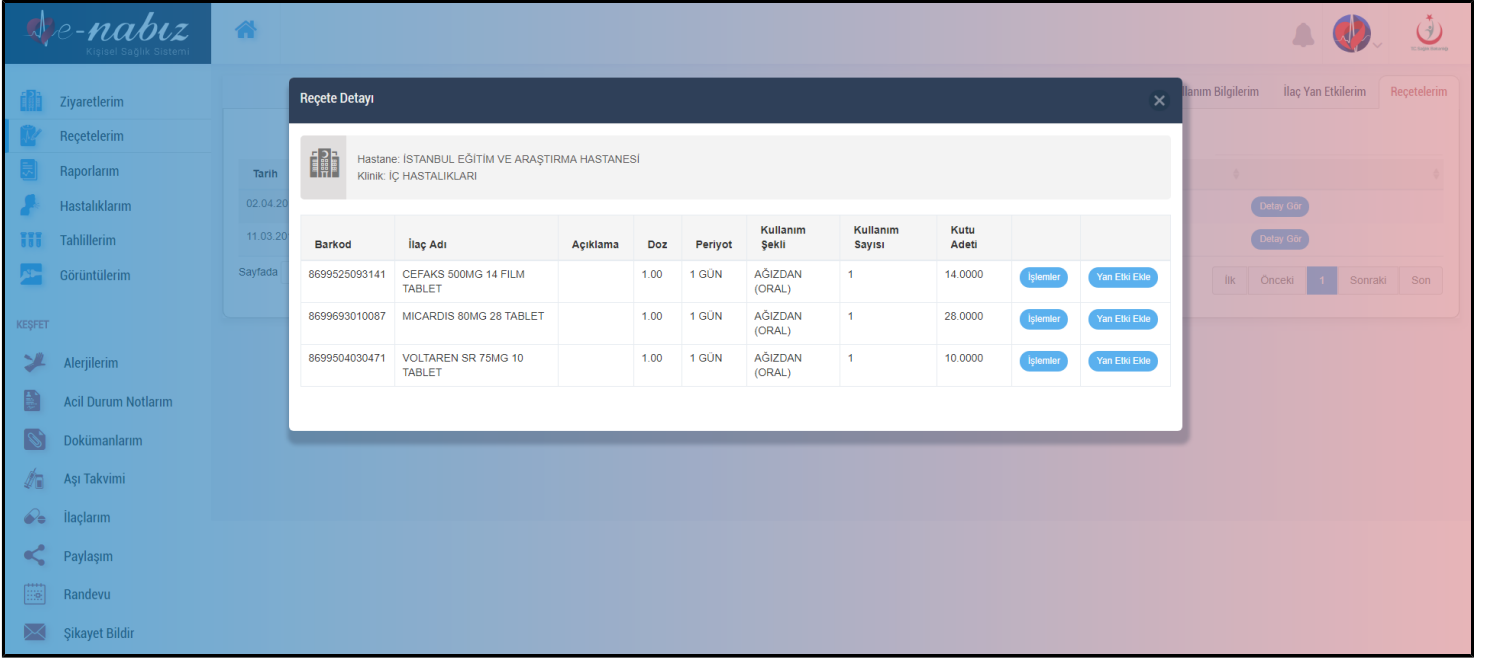 e-nabız
Kişisel Sağlık Sistemi
Ziyaretlerim
Reçetelerim
Raporlarım
Hastalıklarım
Tahlillerim
Görüntülerim
KEŞFET
Alerjilerim
Acil Durum Notlarım
Dokümanlarım
Aşı Takvimi
İlaçlarım
Paylaşım
Randevu
Şikayet Bildir
Bilgilerim İlaç Yan Etkilerim Reçetelerim
Tarih
02.04.20 Detay Gör
11.03.20 Detay Gör
Sayfada
İlk Önceki 1 Sonraki Son
Reçete Detayı
Hastane: İSTANBUL EĞİTİM VE ARAŞTIRMA HASTANESİ
Klinik: İÇ HASTALIKLARI
Barkod İlaç Adı Açıklama Doz Periyot Kullanım Şekli Kullanım Sayısı Kutu Adeti
8699525093141 CEFAKS 500MG 14 FILM 1.00 1 GÜN AĞIZDAN 1 14.0000 İşlemler Yan Etki Ekle
TABLET (ORAL)
8699693010087 MICARDIS 80MG 28 TABLET 1.00 1 GÜN AĞIZDAN 1 28.0000 İşlemler Yan Etki Ekle
(ORAL)
8699504030471 VOLTAREN SR 75MG 10 1.00 1 GÜN AĞIZDAN 1 10.0000 İşlemler Yan Etki Ekle
TABLET (ORAL)